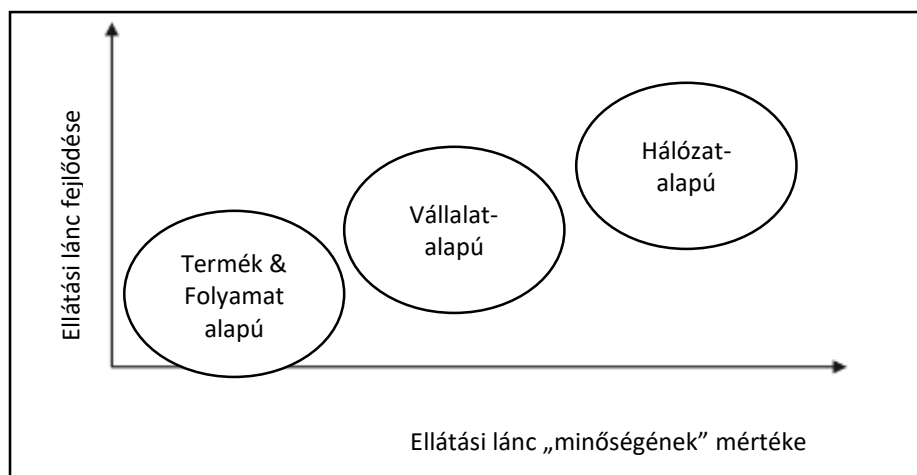 Ellátási lánc fejlődése
Hálózat-
alapú
Vállalat-
alapú
Termék &
Folyamat
alapú
Ellátási lánc „minőségének” mértéke